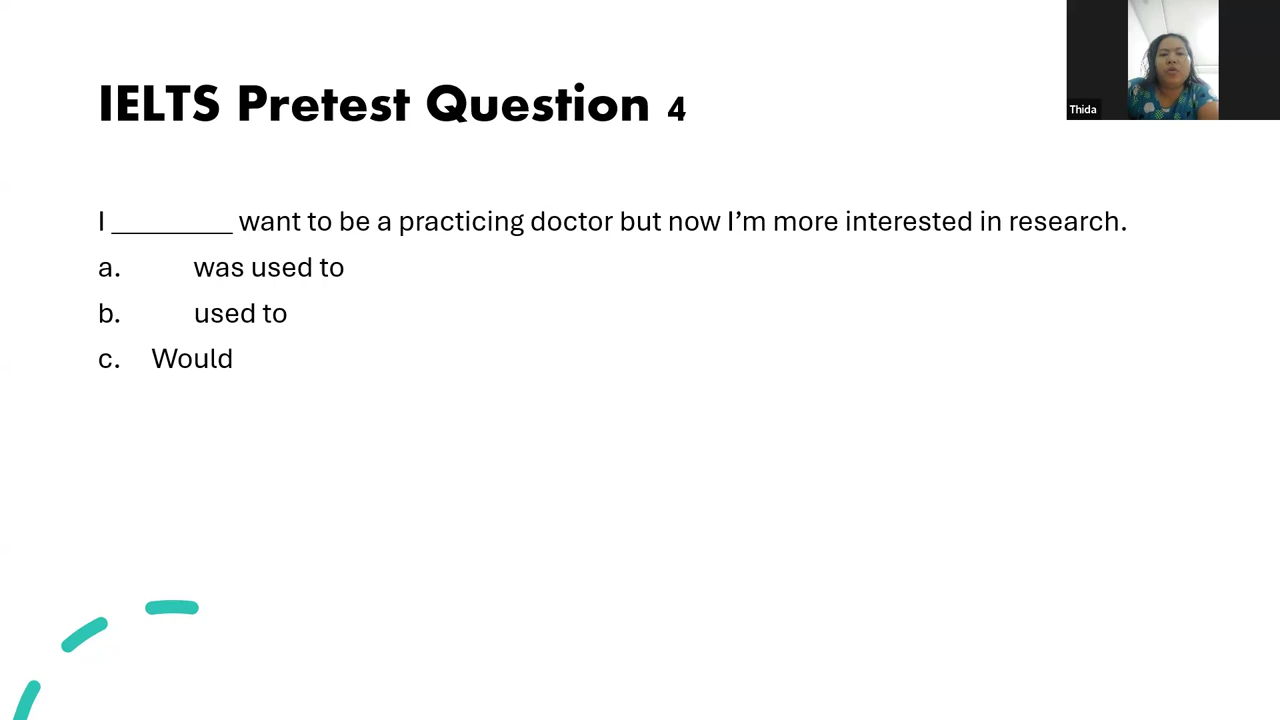 IELTS Pretest Question 4
Thida
I ________ want to be a practicing doctor but now I’m more interested in research.
a. was used to
b. used to
c. Would